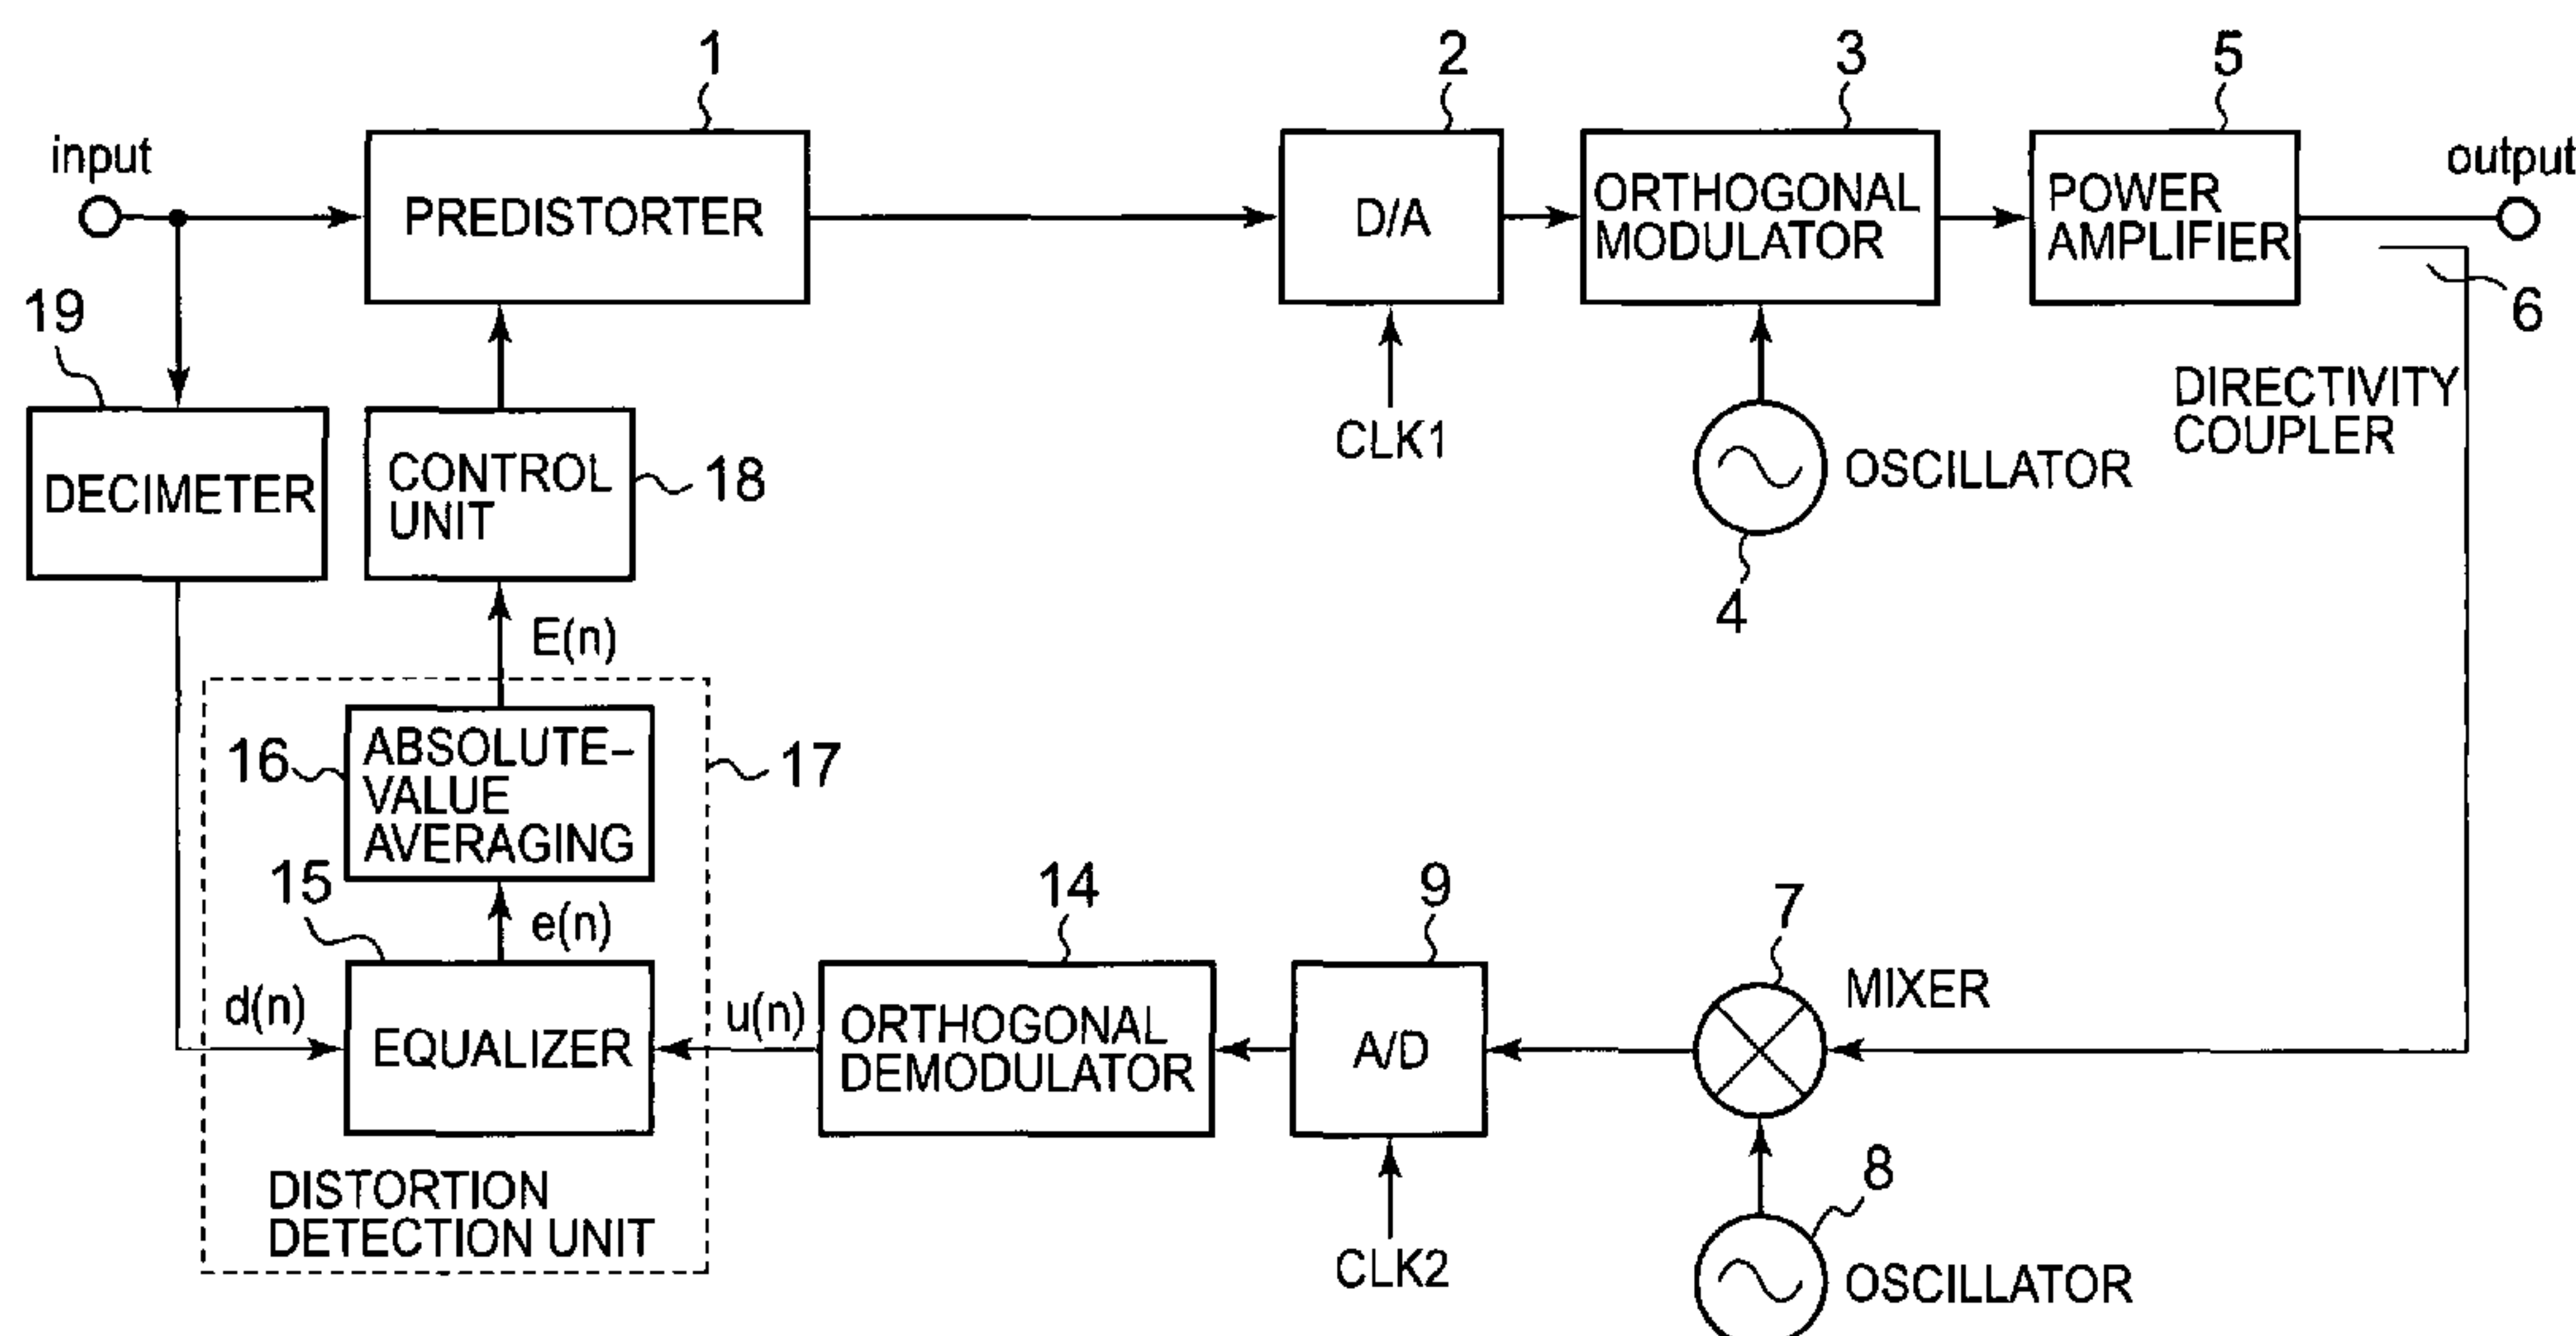 1
2
3
5
input
output
PREDISTORTER
D/A
ORTHOGONAL
MODULATOR
POWER
AMPLIFIER
6
19
DECIMETER
CONTROL
UNIT
18
CLK1
OSCILLATOR
4
DIRECTIVITY
COUPLER
E(n)
16
ABSOLUTE-
VALUE
AVERAGING
17
15
e(n)
14
9
7
MIXER
d(n)
EQUALIZER
u(n)
ORTHOGONAL
DEMODULATOR
A/D
DISTORTION
DETECTION UNIT
CLK2
8
OSCILLATOR